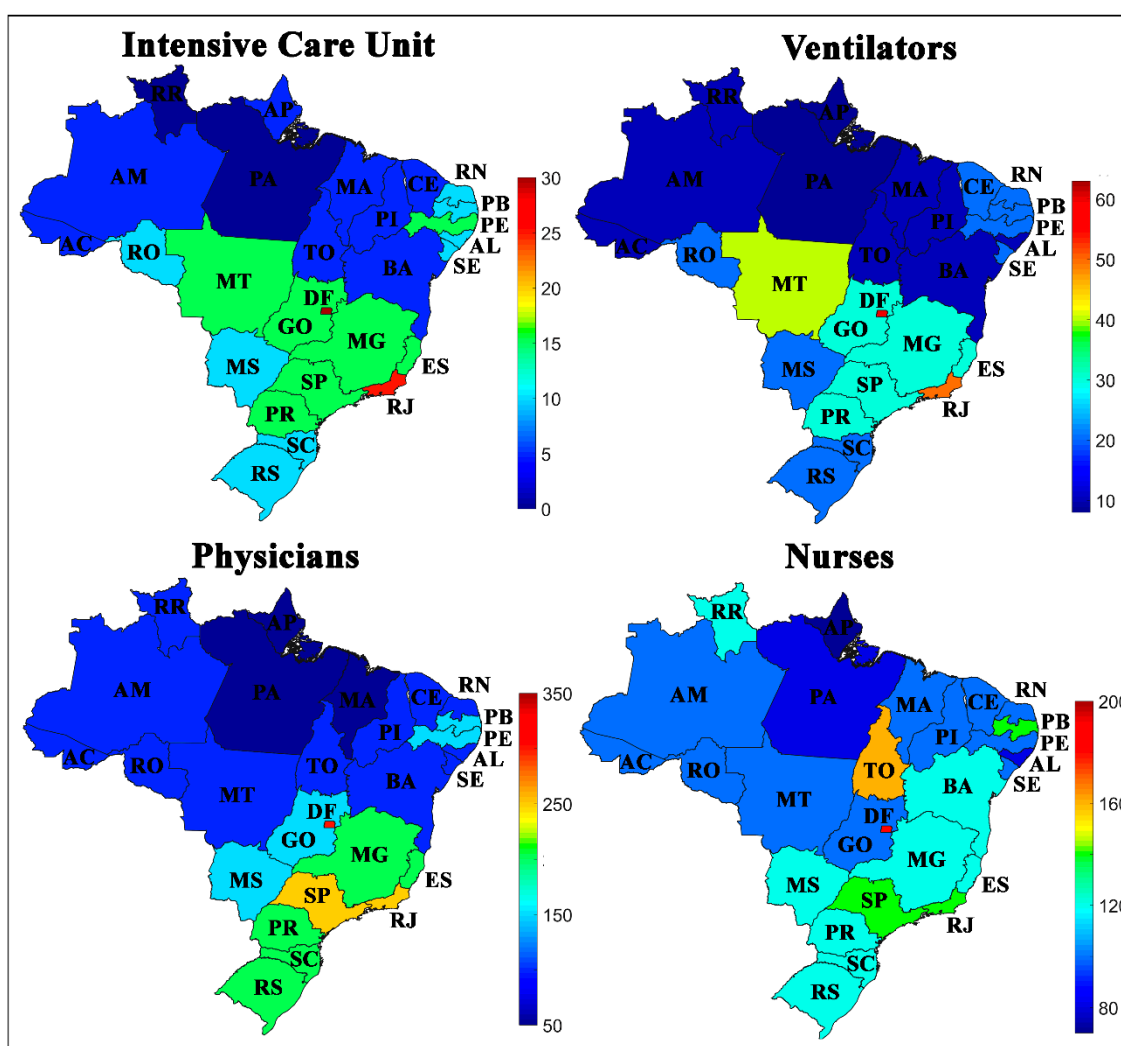 Intensive Care Unit
RR
AP
AM
PA
MA
CE
RN
PB
PE
AL
SE
PI
AC
RO
TO
BA
MT
DF
GO
MG
MS
ES
SP
RJ
PR
SC
RS
30
25
20
15
10
5
0
Ventilators
RR
AP
AM
PA
MA
CE
RN
PB
PE
AL
SE
PI
AC
RO
TO
BA
MT
DF
GO
MG
MS
ES
SP
RJ
PR
SC
RS
60
50
40
30
20
10
Physicians
RR
AP
AM
PA
MA
CE
RN
PB
PE
AL
SE
PI
AC
RO
TO
BA
MT
DF
GO
MG
MS
ES
SP
RJ
PR
SC
RS
350
250
150
50
Nurses
RR
AP
AM
PA
MA
CE
RN
PB
PE
AL
SE
PI
AC
RO
TO
BA
MT
DF
GO
MG
MS
ES
SP
RJ
PR
SC
RS
200
160
120
80